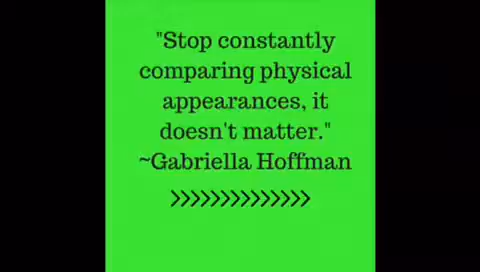 "Stop constantly
comparing physical
appearances, it
doesn't matter."
~Gabriella Hoffman
>>>>>>>>>>>>>>